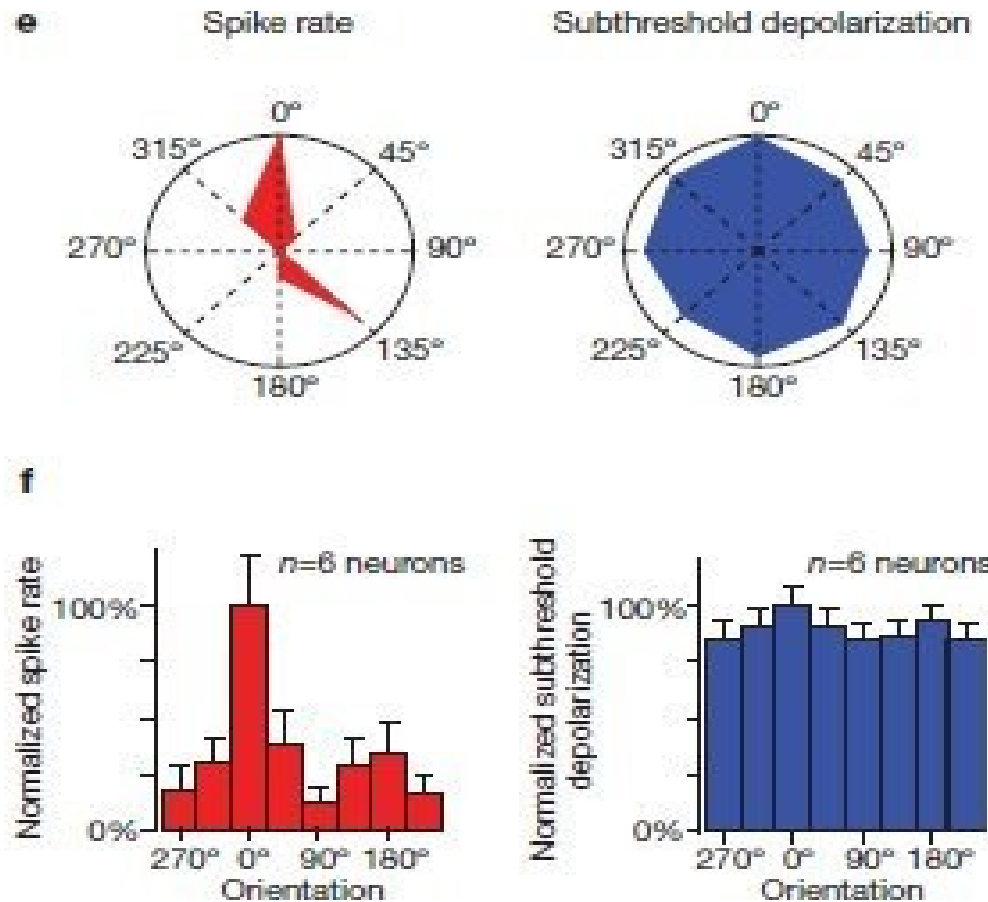 e Spike rate Subthreshold depolarization
0° 0°
315° 45° 315° 45°
270° 90° 270° 90°
225° 135° 225° 135°
180° 180°
f
n=6 neurons n=6 neurons
Normalized spike rate
100%
0%
270° 0° 90° 180°
Orientation
Normalized subthreshold
depolarization
100%
0%
270° 0° 90° 180°
Orientation